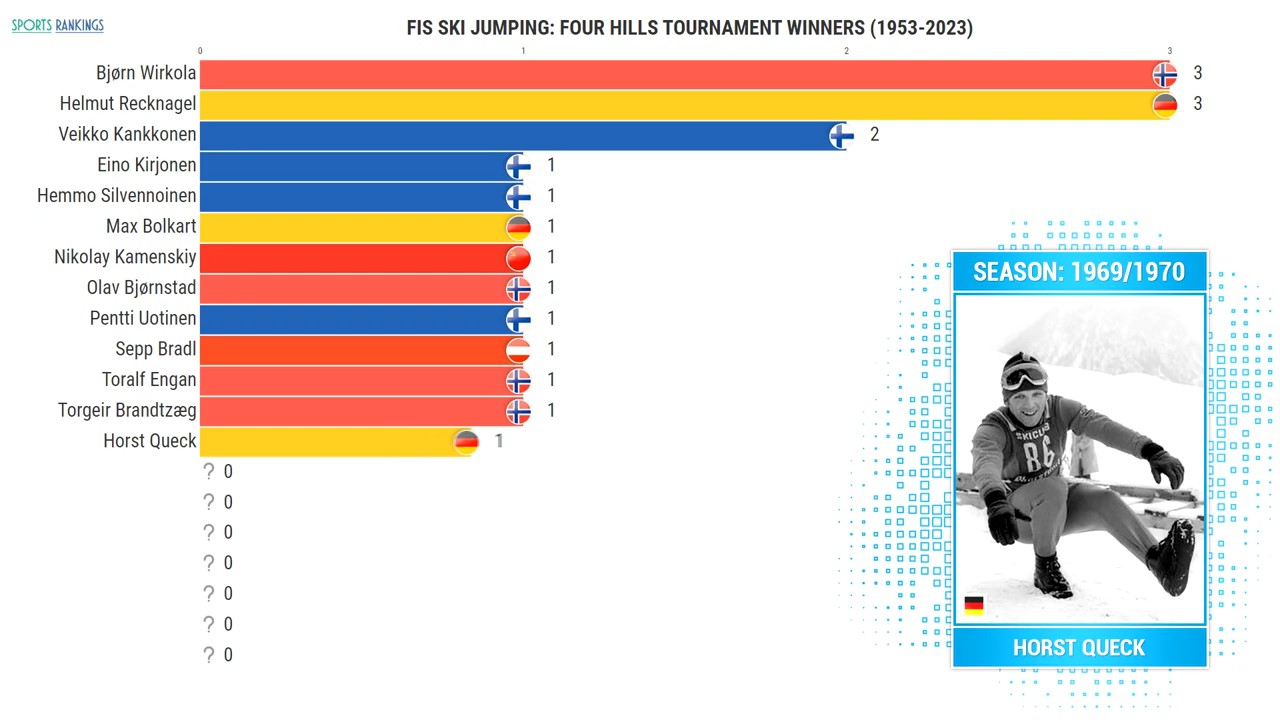 SPORTS RANKINGS
FIS SKI JUMPING: FOUR HILLS TOURNAMENT WINNERS (1953-2023)
0 1 2 3
Bjørn Wirkola 3
Helmut Recknagel 3
Veikko Kankkonen 2
Eino Kirjonen 1
Hemmo Silvennoinen 1
Max Bolkart 1
Nikolay Kamenskiy 1
Olav Bjørnstad 1
Pentti Uotinen 1
Sepp Bradl 1
Toralf Engan 1
Torgeir Brandtzæg 1
Horst Queck 1
? 0
? 0
? 0
? 0
? 0
? 0
? 0
SEASON: 1969/1970
SKICLUB
86
HORST QUECK